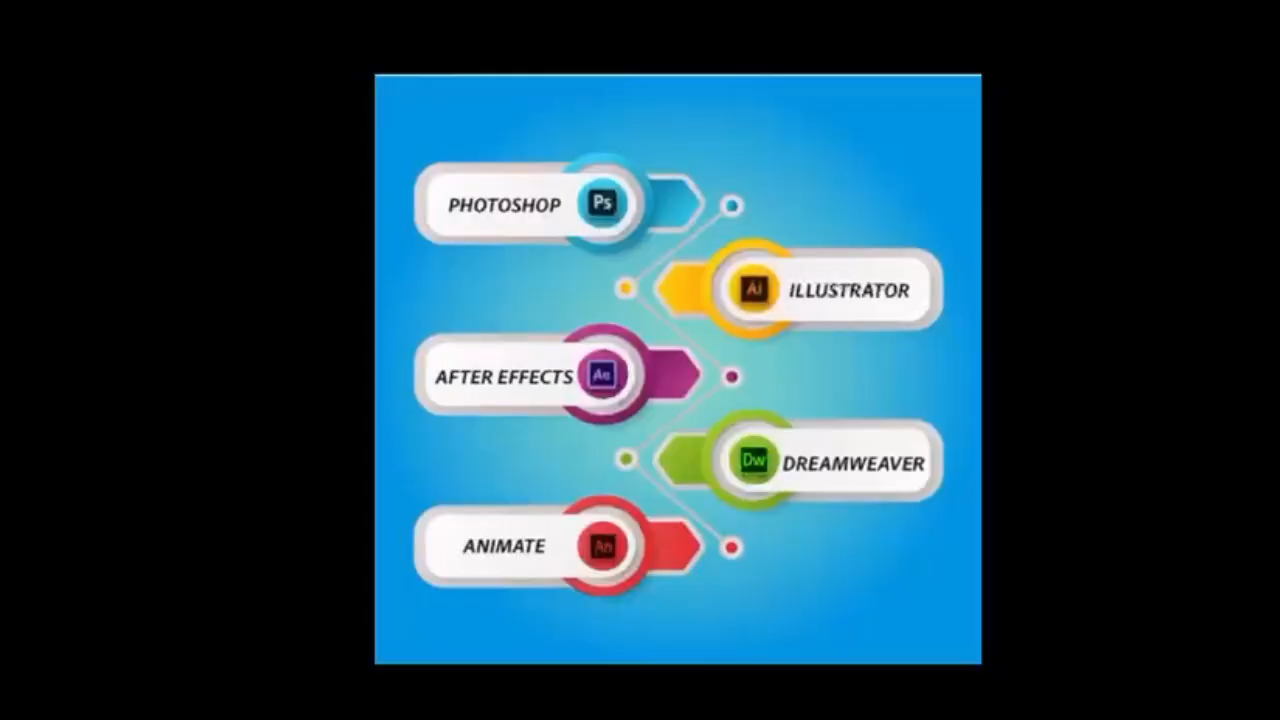 PHOTOSHOP Ps
Ai ILLUSTRATOR
AFTER EFFECTS Ae
Dw DREAMWEAVER
ANIMATE An